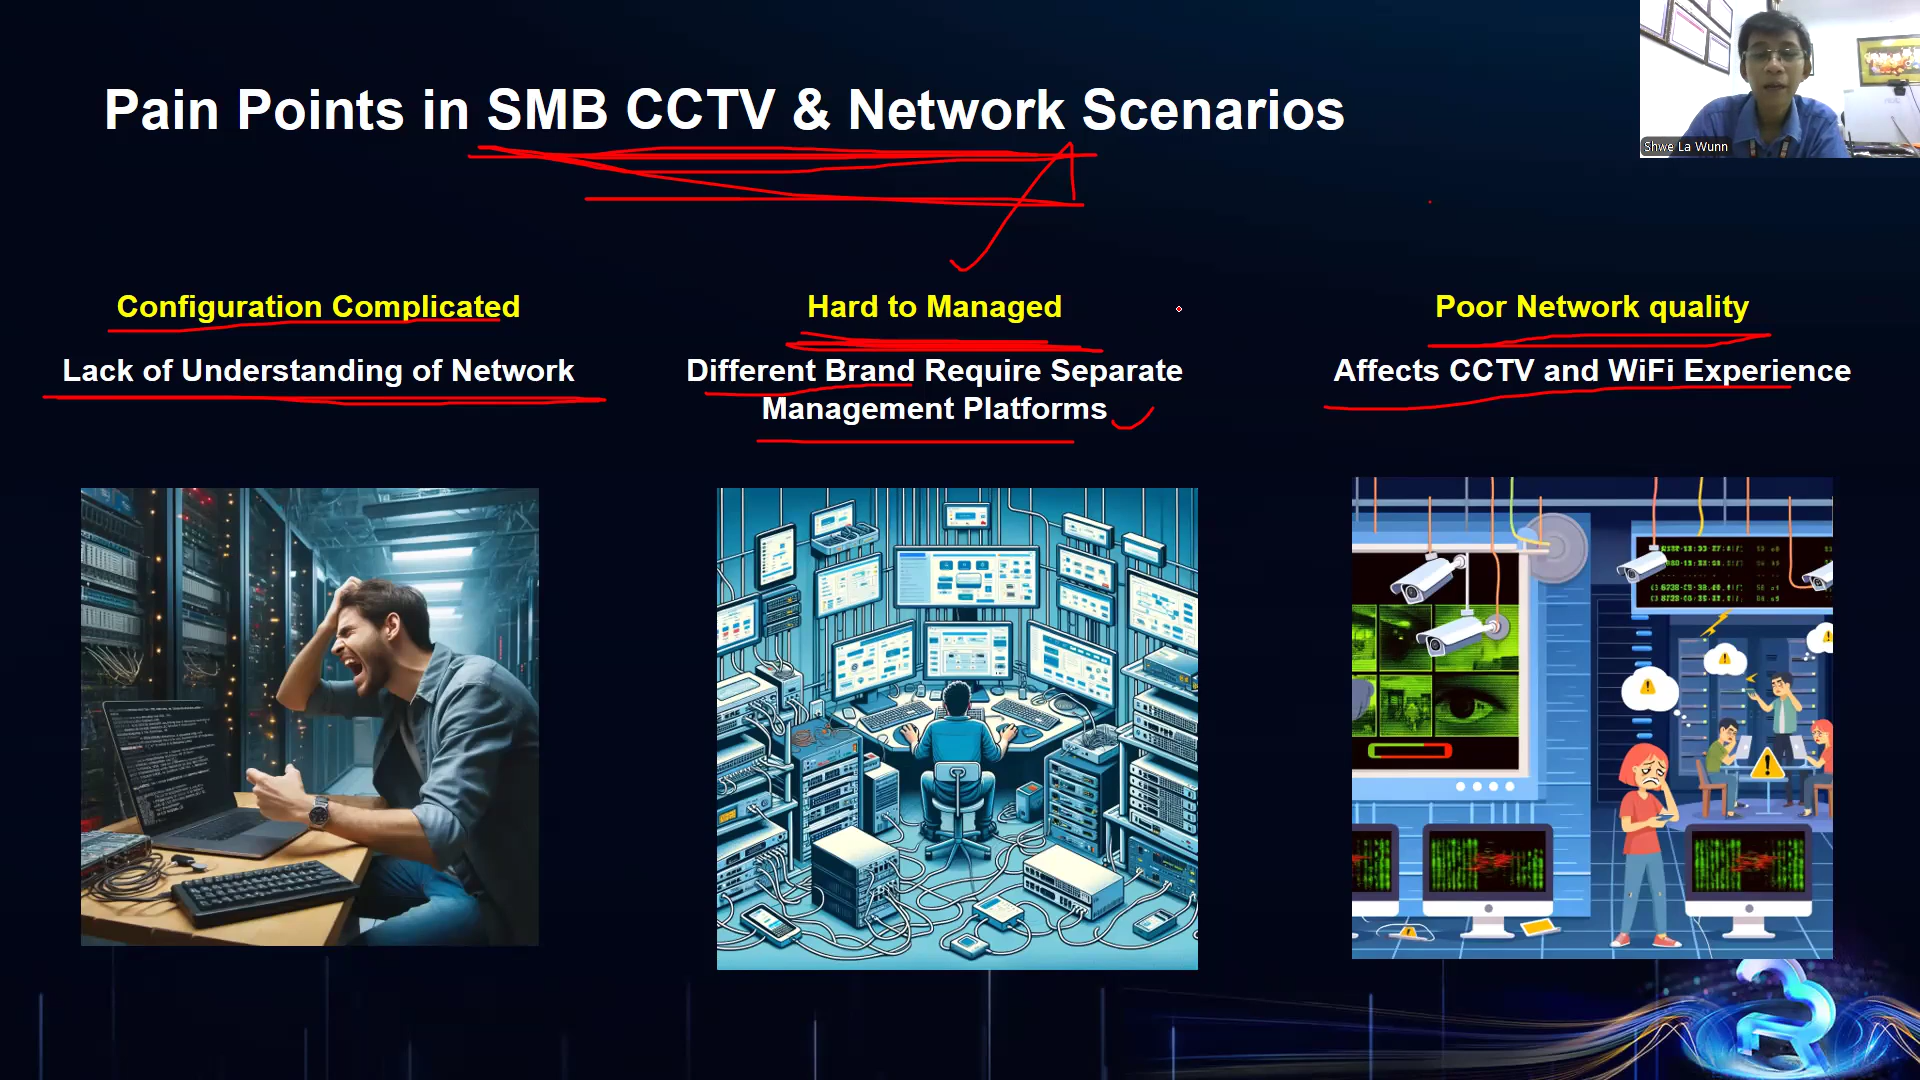 Pain Points in SMB CCTV & Network Scenarios
Shwe La Wunn
Configuration Complicated
Lack of Understanding of Network
Hard to Managed
Different Brand Require Separate
Management Platforms
Poor Network quality
Affects CCTV and WiFi Experience